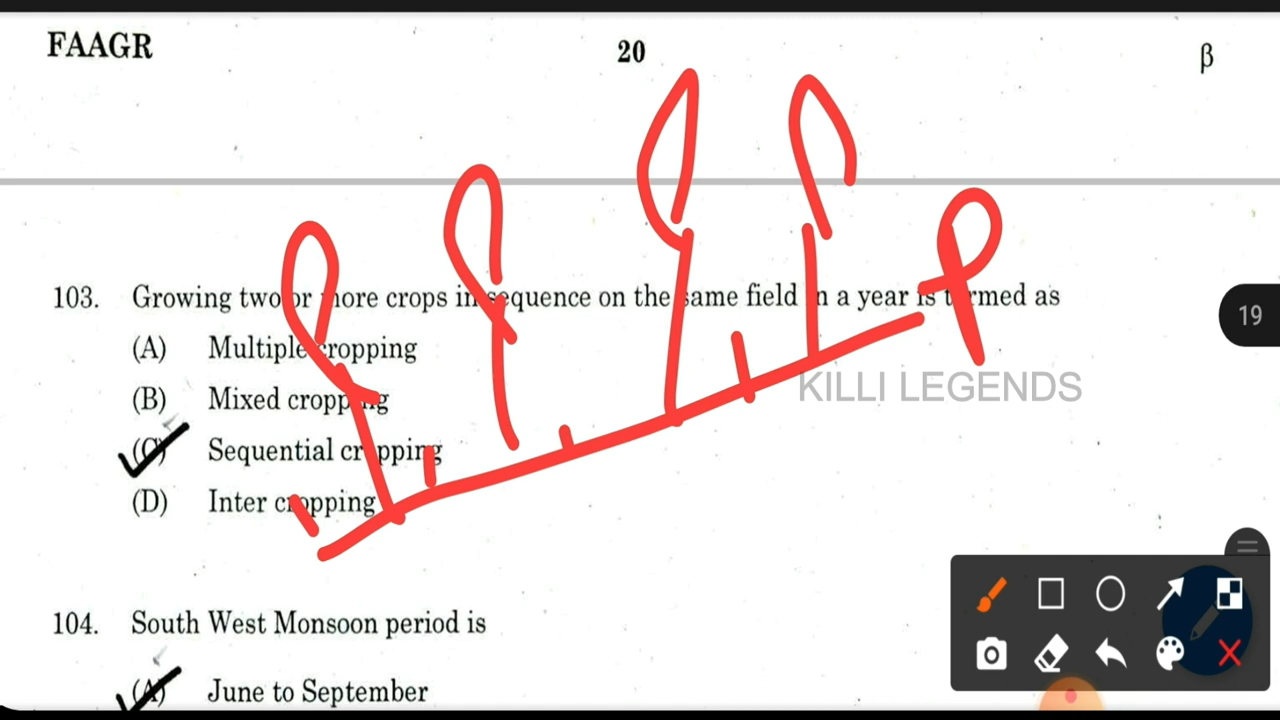 FAAGR 20 β
103. Growing two or more crops in sequence on the same field in a year is termed as
(A) Multiple cropping
(B) Mixed cropping
KILLI LEGENDS
(C) Sequential cropping
(D) Inter cropping
19
104. South West Monsoon period is
(A) June to September